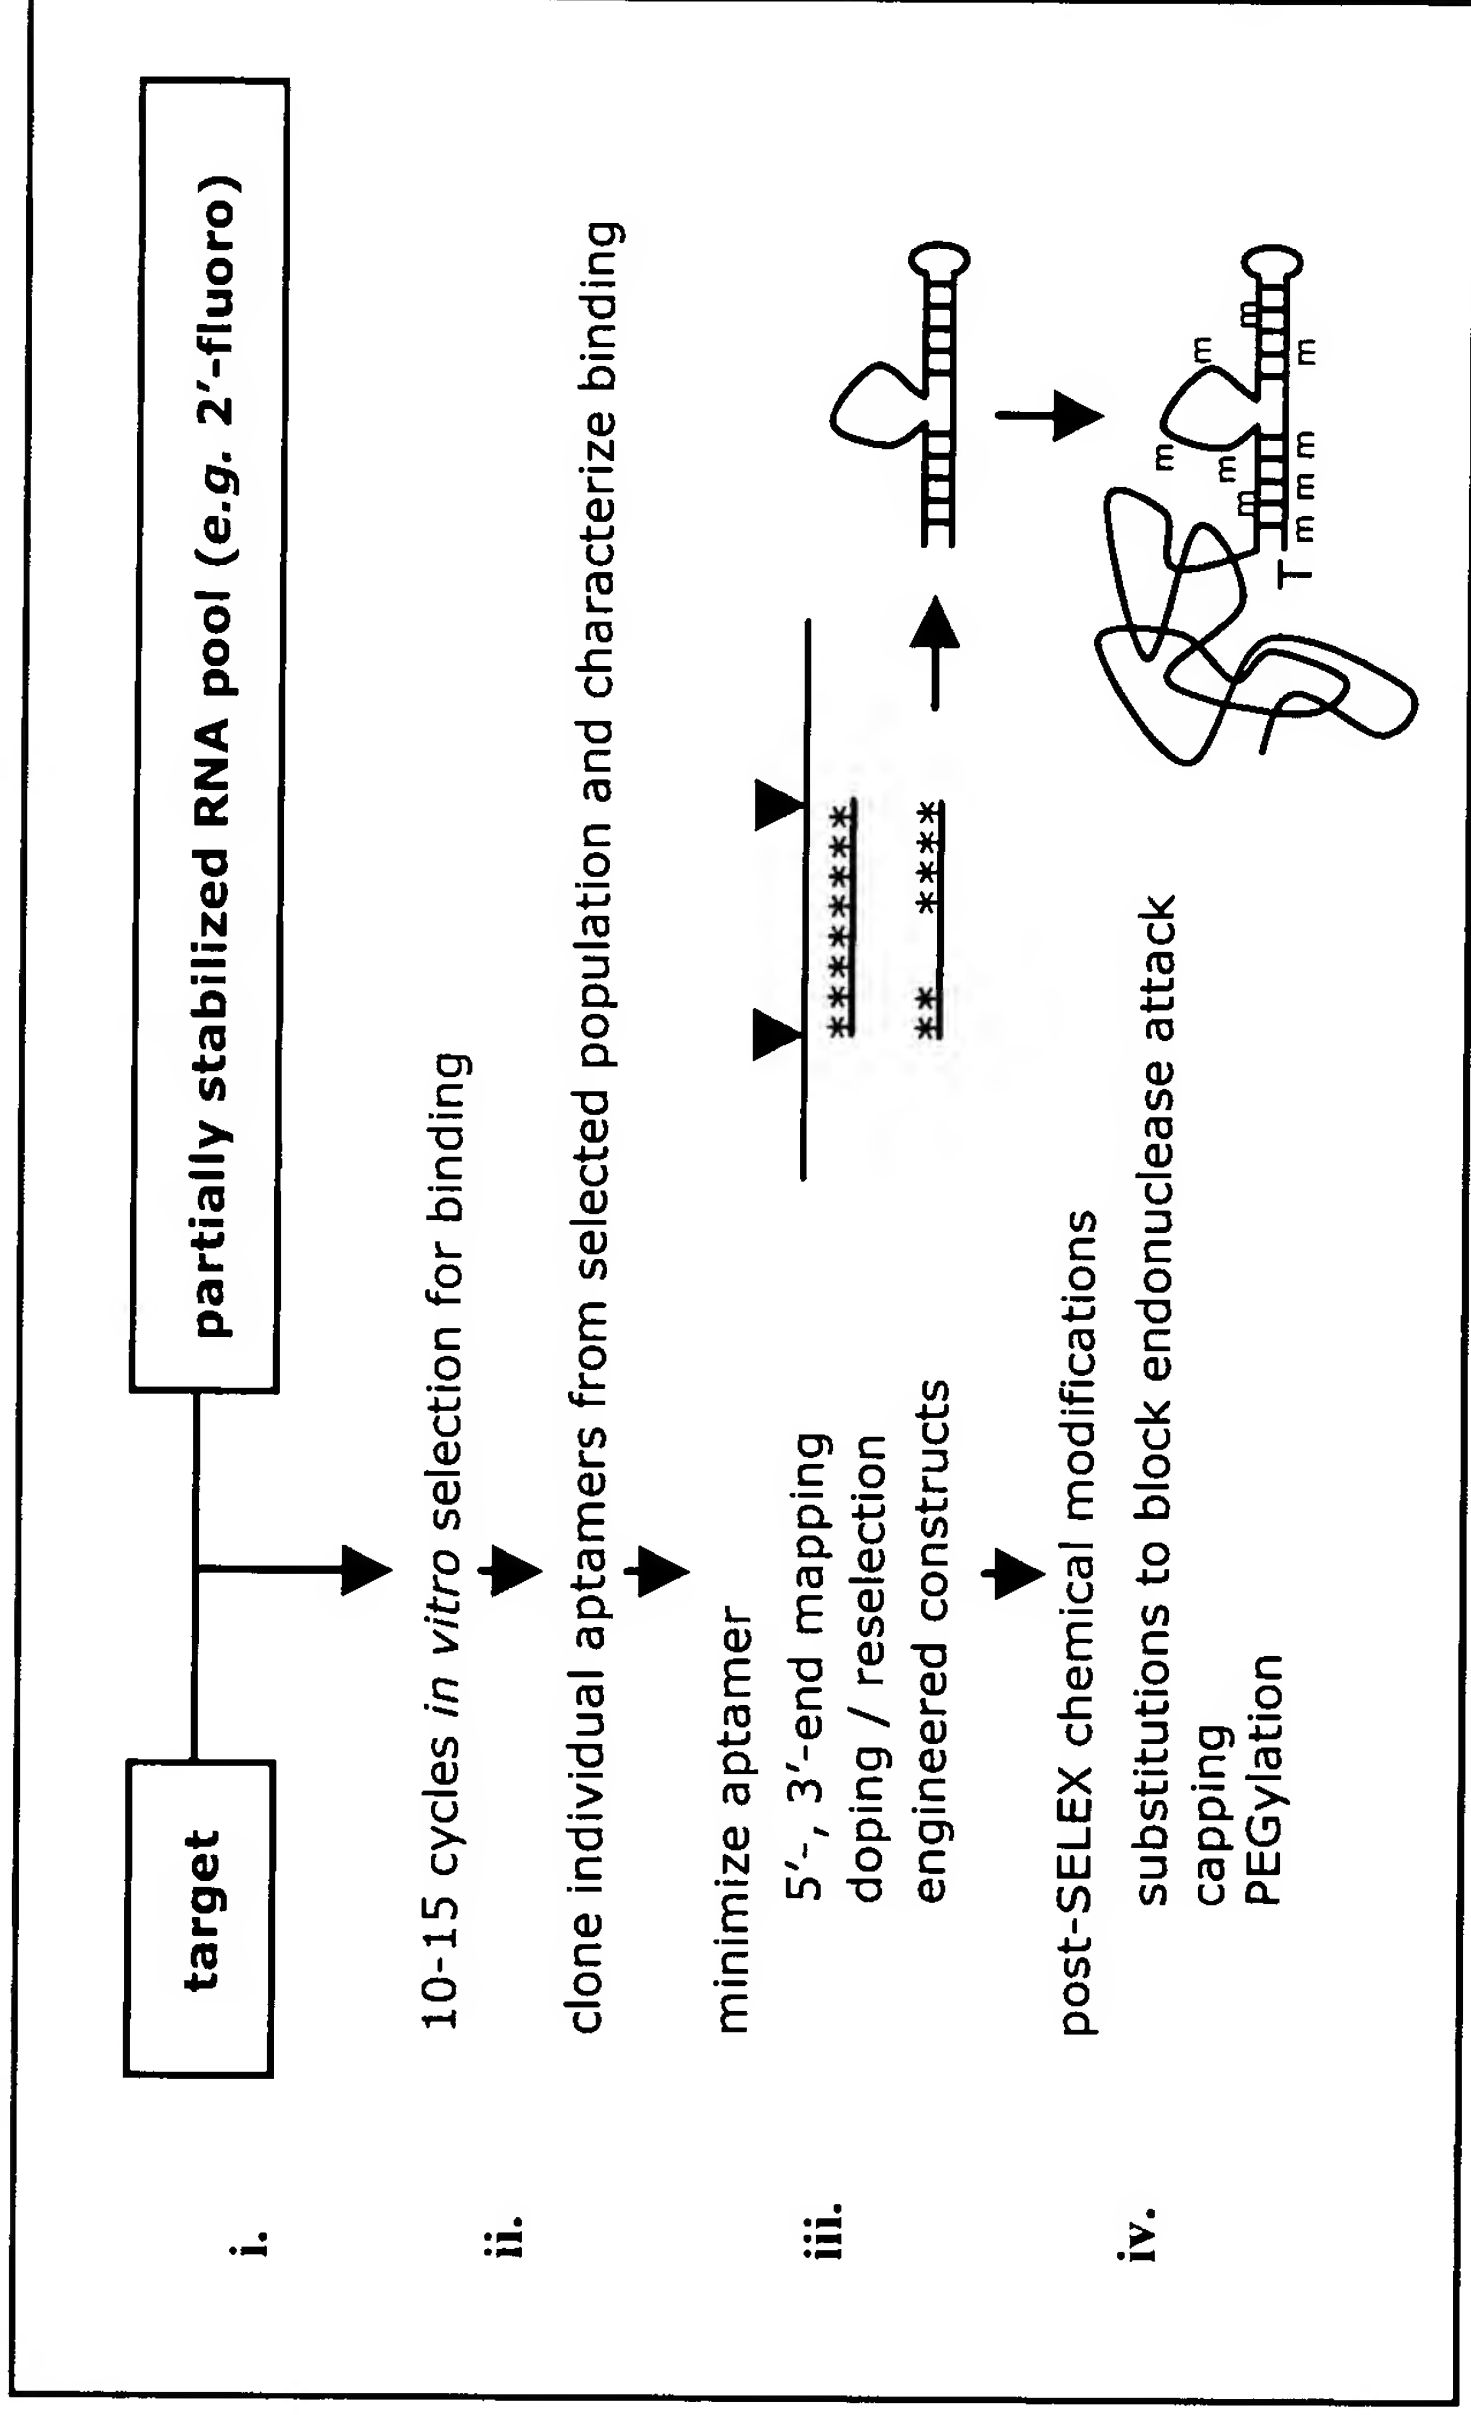 i.
target
partially stabilized RNA pool (e.g. 2′-fluoro)
10-15 cycles in vitro selection for binding
ii.
clone individual aptamers from selected population and characterize binding
iii.
minimize aptamer
5′-, 3′-end mapping
doping / reselection
********
engineered constructs
** ****
iv.
post-SELEX chemical modifications
substitutions to block endonuclease attack
capping
PEGylation
m m m m m
T
m m m m